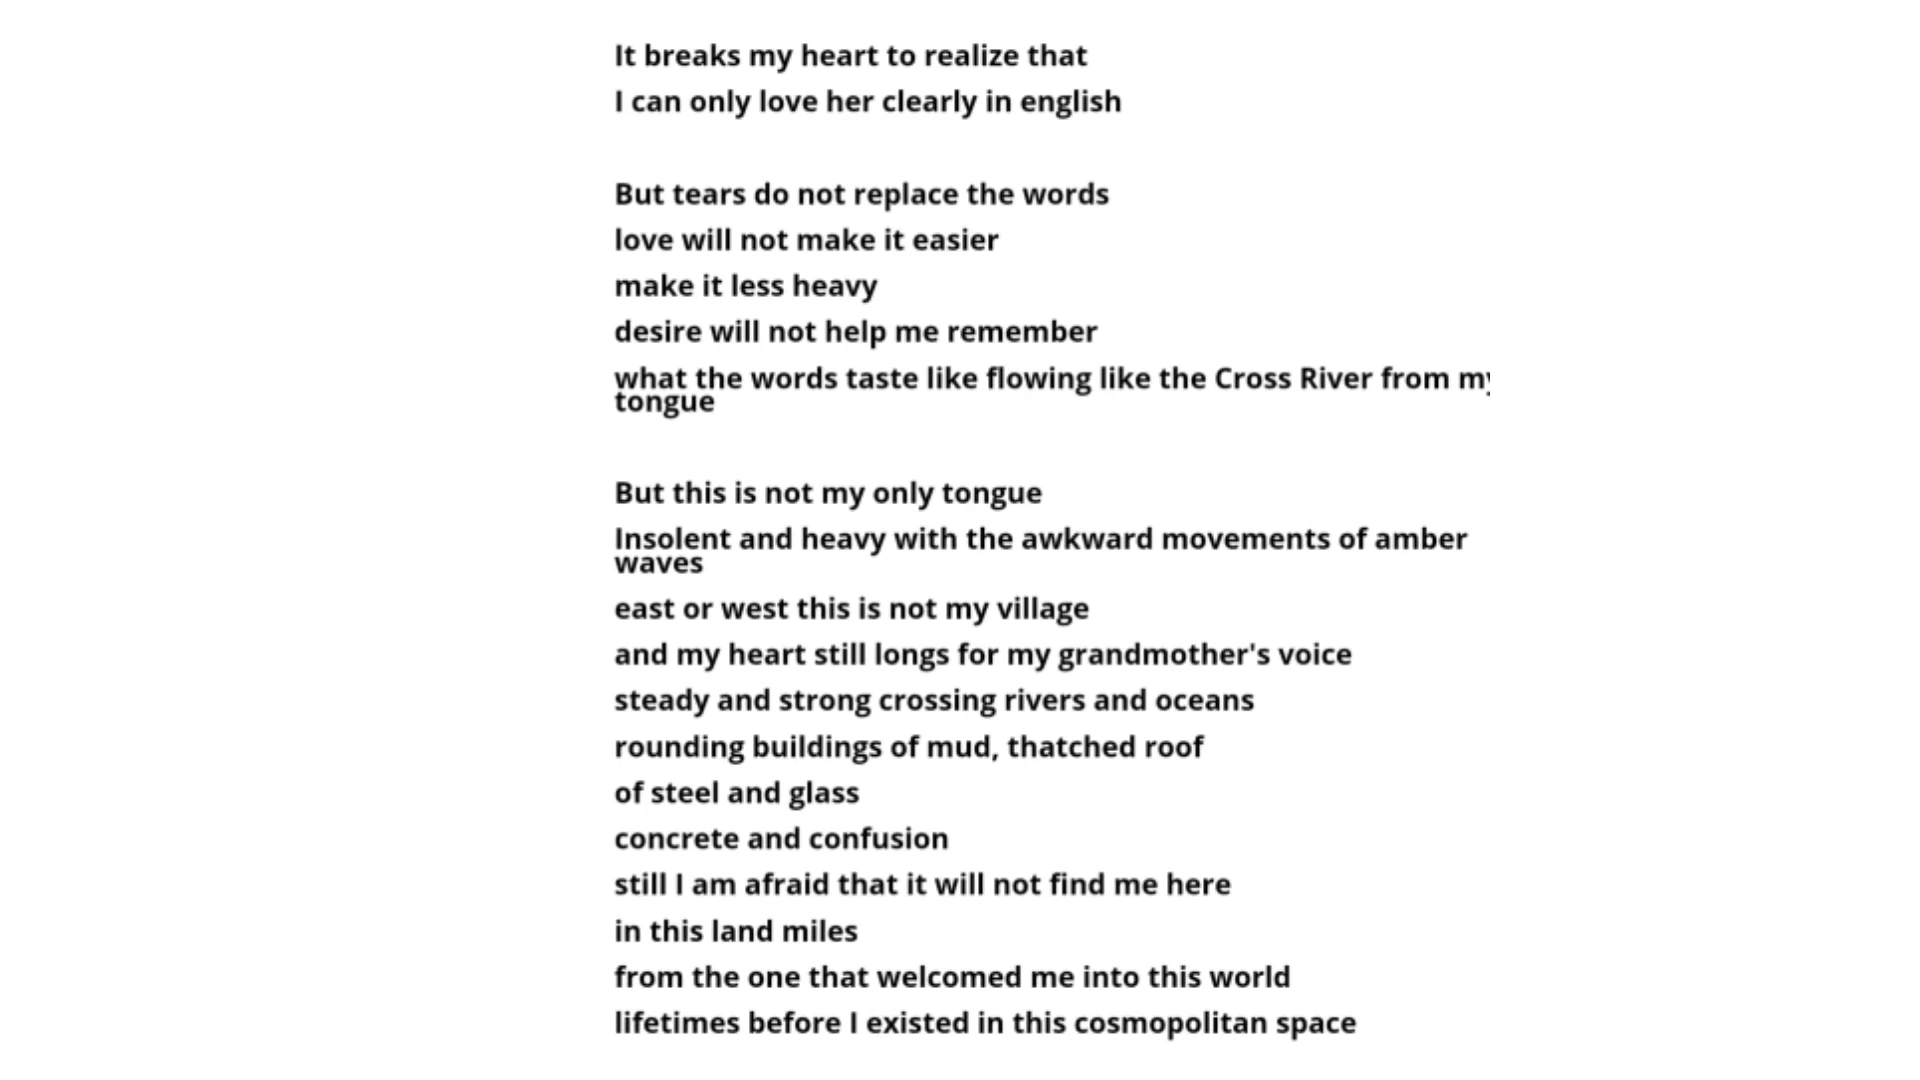 It breaks my heart to realize that
I can only love her clearly in english
But tears do not replace the words
love will not make it easier
make it less heavy
desire will not help me remember
what the words taste like flowing like the Cross River from my
tongue
But this is not my only tongue
Insolent and heavy with the awkward movements of amber
waves
east or west this is not my village
and my heart still longs for my grandmother's voice
steady and strong crossing rivers and oceans
rounding buildings of mud, thatched roof
of steel and glass
concrete and confusion
still I am afraid that it will not find me here
in this land miles
from the one that welcomed me into this world
lifetimes before I existed in this cosmopolitan space